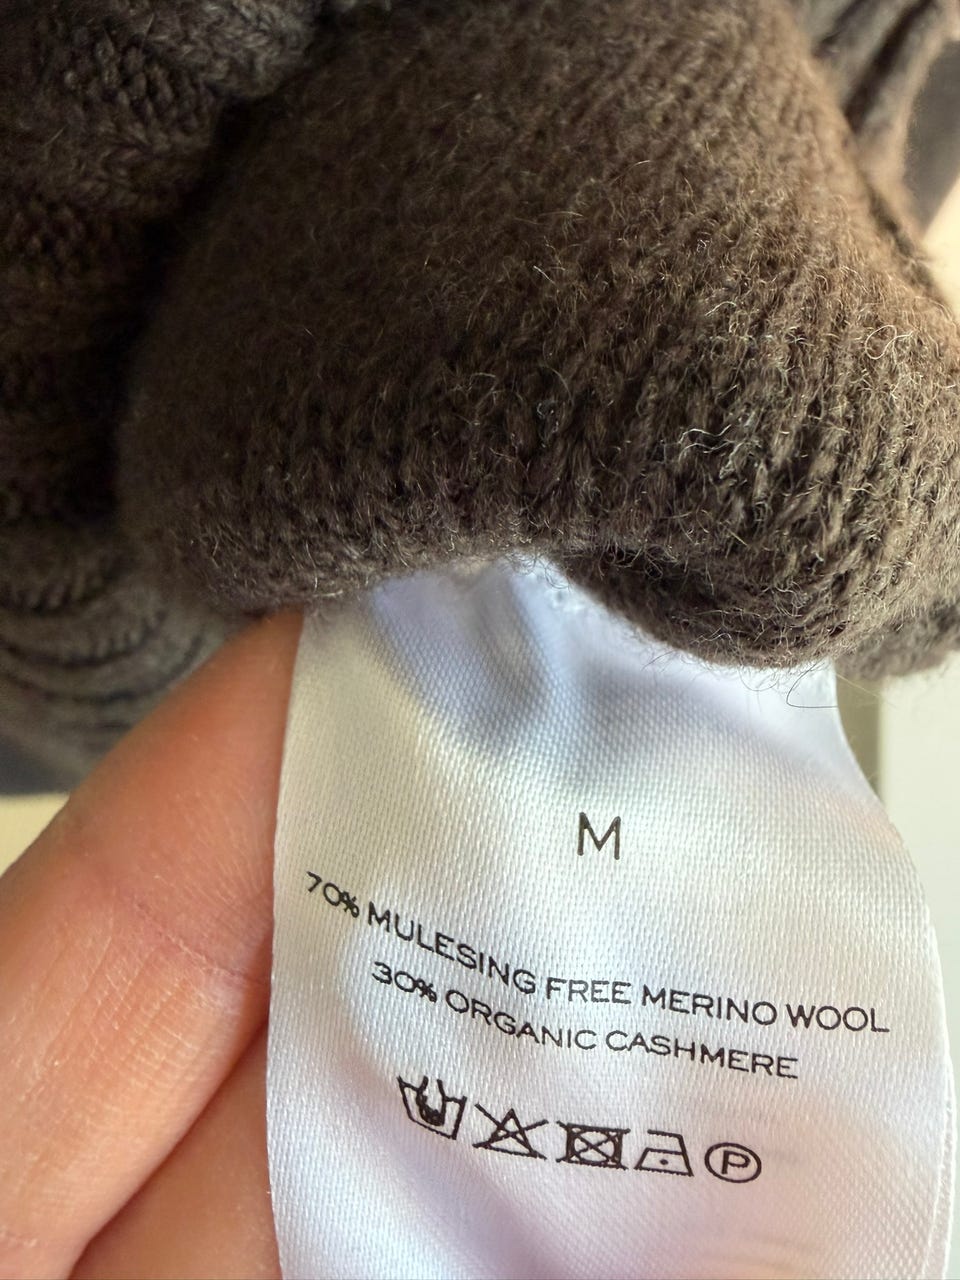 M
70% MULESING FREE MERINO WOOL
30% ORGANIC CASHMERE
P